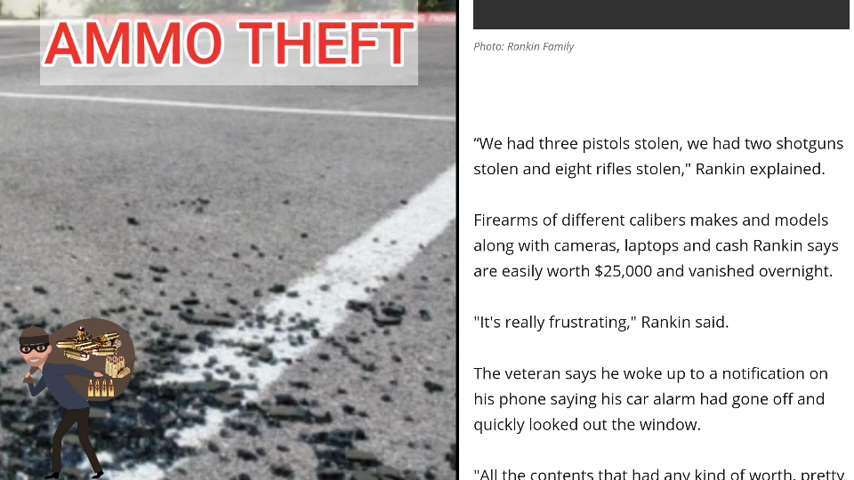 AMMO THEFT
Photo: Rankin Family
“We had three pistols stolen, we had two shotguns
stolen and eight rifles stolen," Rankin explained.
Firearms of different calibers makes and models
along with cameras, laptops and cash Rankin says
are easily worth $25,000 and vanished overnight.
"It's really frustrating," Rankin said.
The veteran says he woke up to a notification on
his phone saying his car alarm had gone off and
quickly looked out the window.
"All the contents that had any kind of worth, pretty